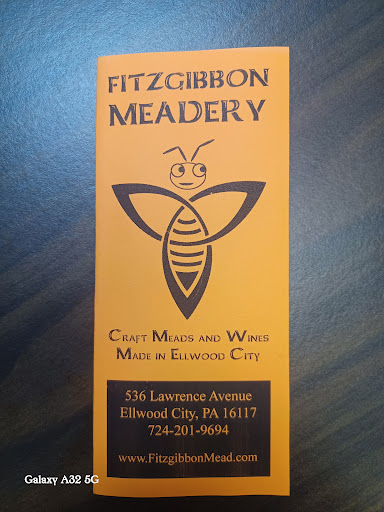 FITZGIBBON
MEADERY
CRAFT MEADS AND WINES
MADE IN ELLWOOD CITY
536 Lawrence Avenue
Ellwood City, PA 16117
724-201-9694
www.FitzgibbonMead.com
Galaxy A32 5G